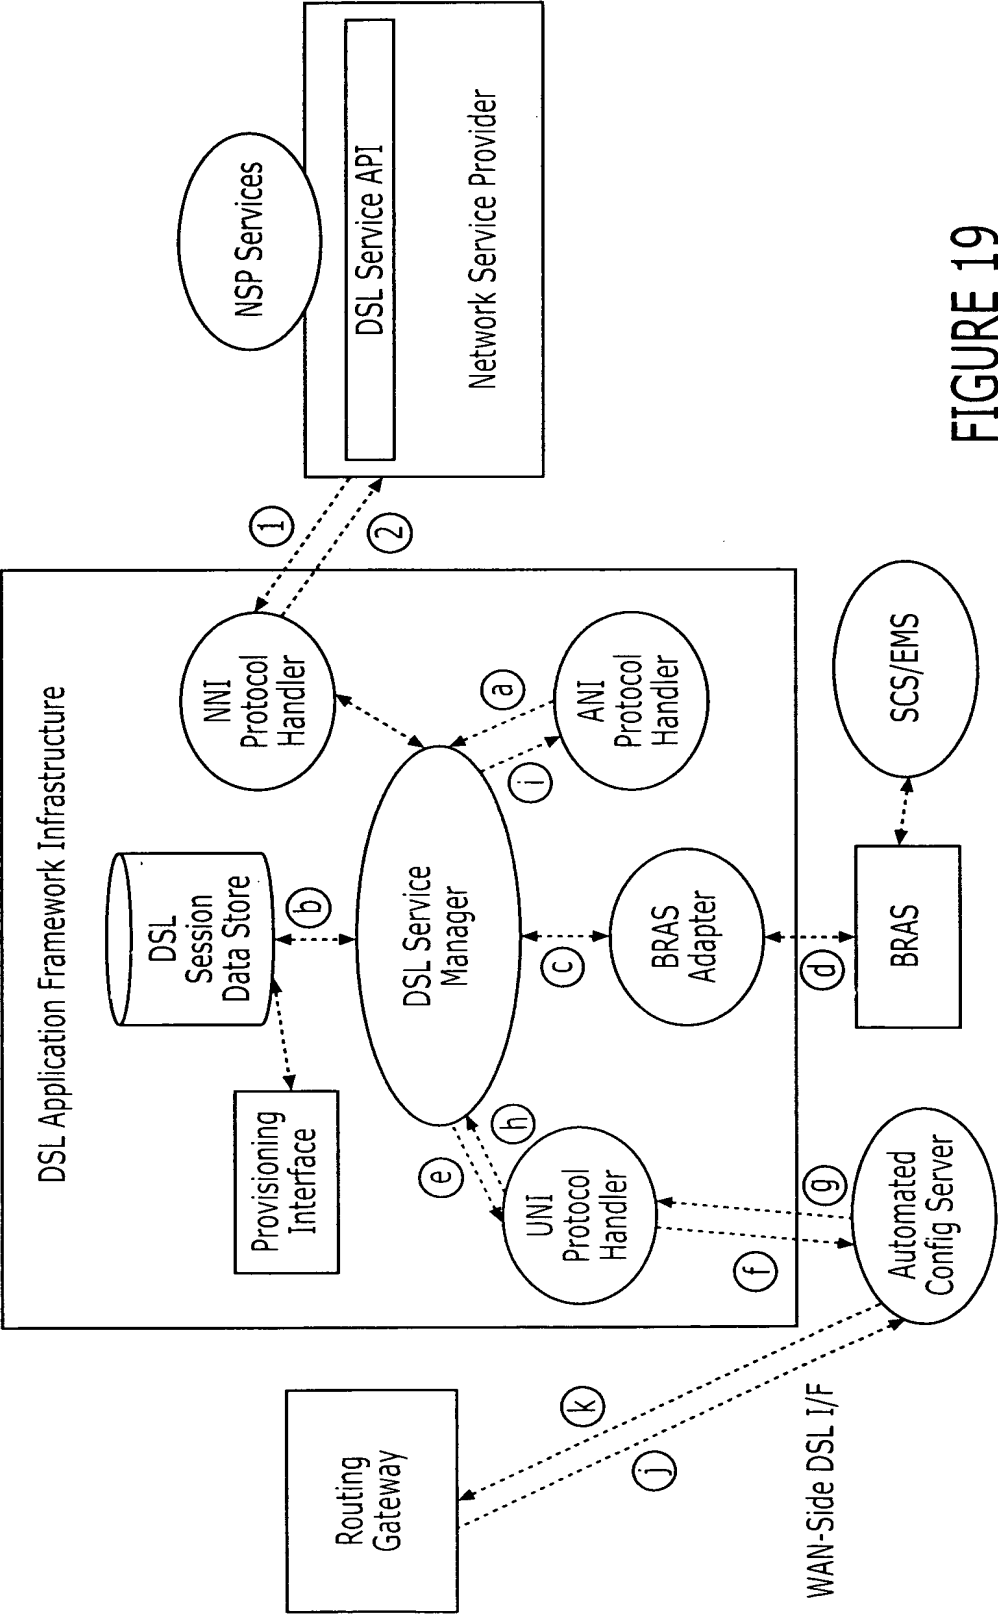 DSL Application Framework Infrastructure
Provisioning
Interface
DSL
Session
Data Store
NNI
Protocol
Handler
NSP Services
DSL Service API
Network Service Provider
1
2
b
DSL Service
Manager
a
i
ANI
Protocol
Handler
e
h
UNI
Protocol
Handler
c
BRAS
Adapter
d
BRAS
SCS/EMS
f
g
Automated
Config Server
Routing
Gateway
k
j
WAN-Side DSL I/F
FIGURE 19